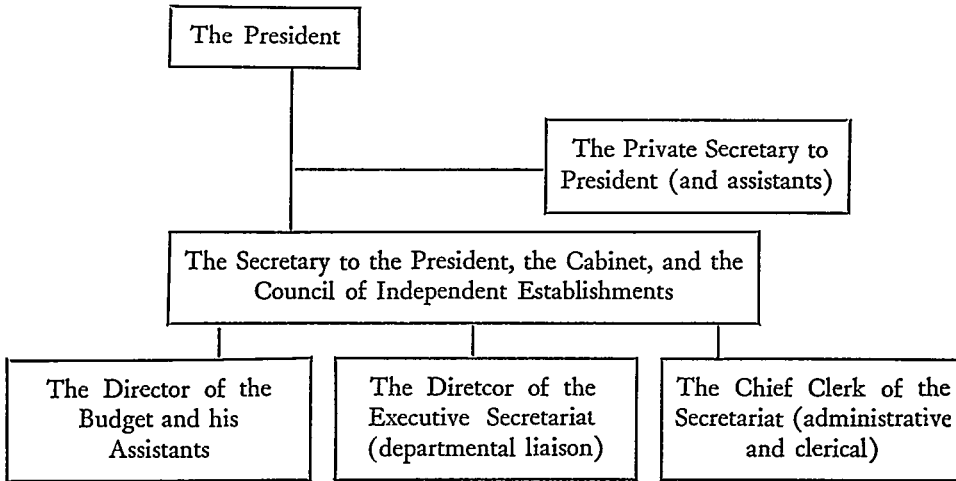 The President
The Private Secretary to
President (and assistants)
The Secretary to the President, the Cabinet, and the
Council of Independent Establishments
The Director of the
Budget and his
Assistants
The Diretcor of the
Executive Secretariat
(departmental liaison)
The Chief Clerk of the
Secretariat (administrative
and clerical)